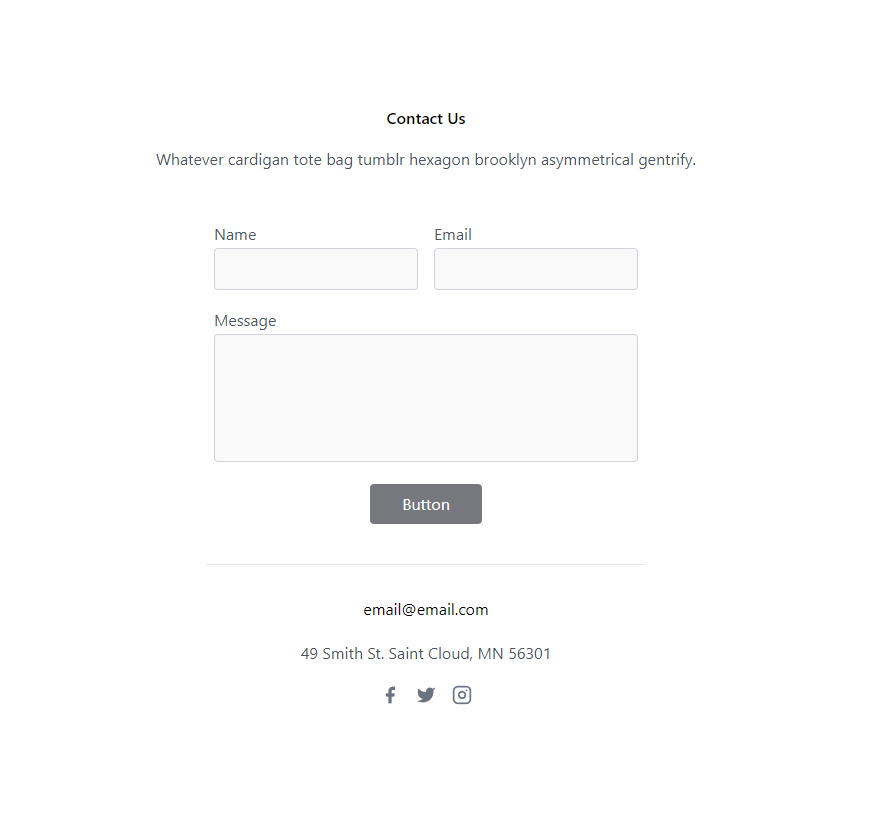 Contact Us
Whatever cardigan tote bag tumblr hexagon brooklyn asymmetrical gentrify.
Name
Email
Message
Button
email@email.com
49 Smith St. Saint Cloud, MN 56301